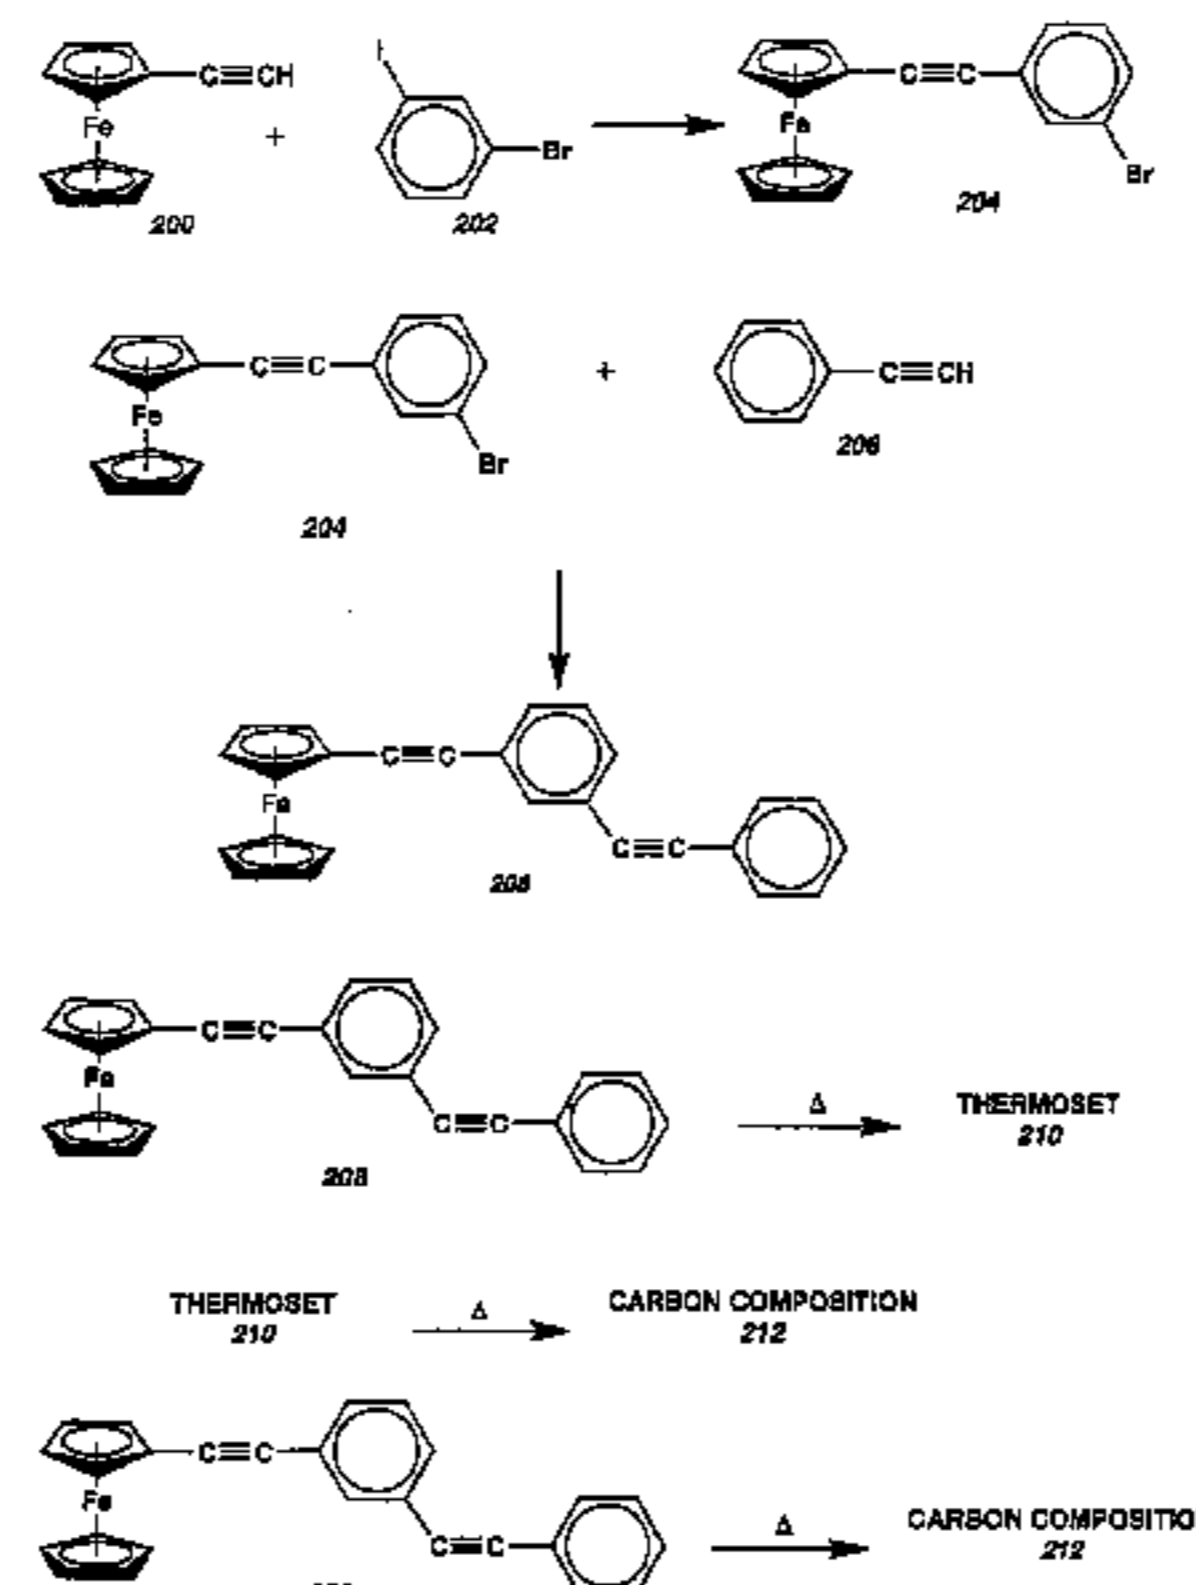 C≡CH
I
Fe
+
Br
200
202
C≡C
Fe
Br
204
C≡C
Fe
Br
204
+
C≡CH
206
C≡C
Fe
C≡C
208
C≡C
Fe
C≡C
208
Δ
THERMOSET
210
THERMOSET
210
Δ
CARBON COMPOSITION
212
C≡C
Fe
C≡C
Δ
CARBON COMPOSITIO
212